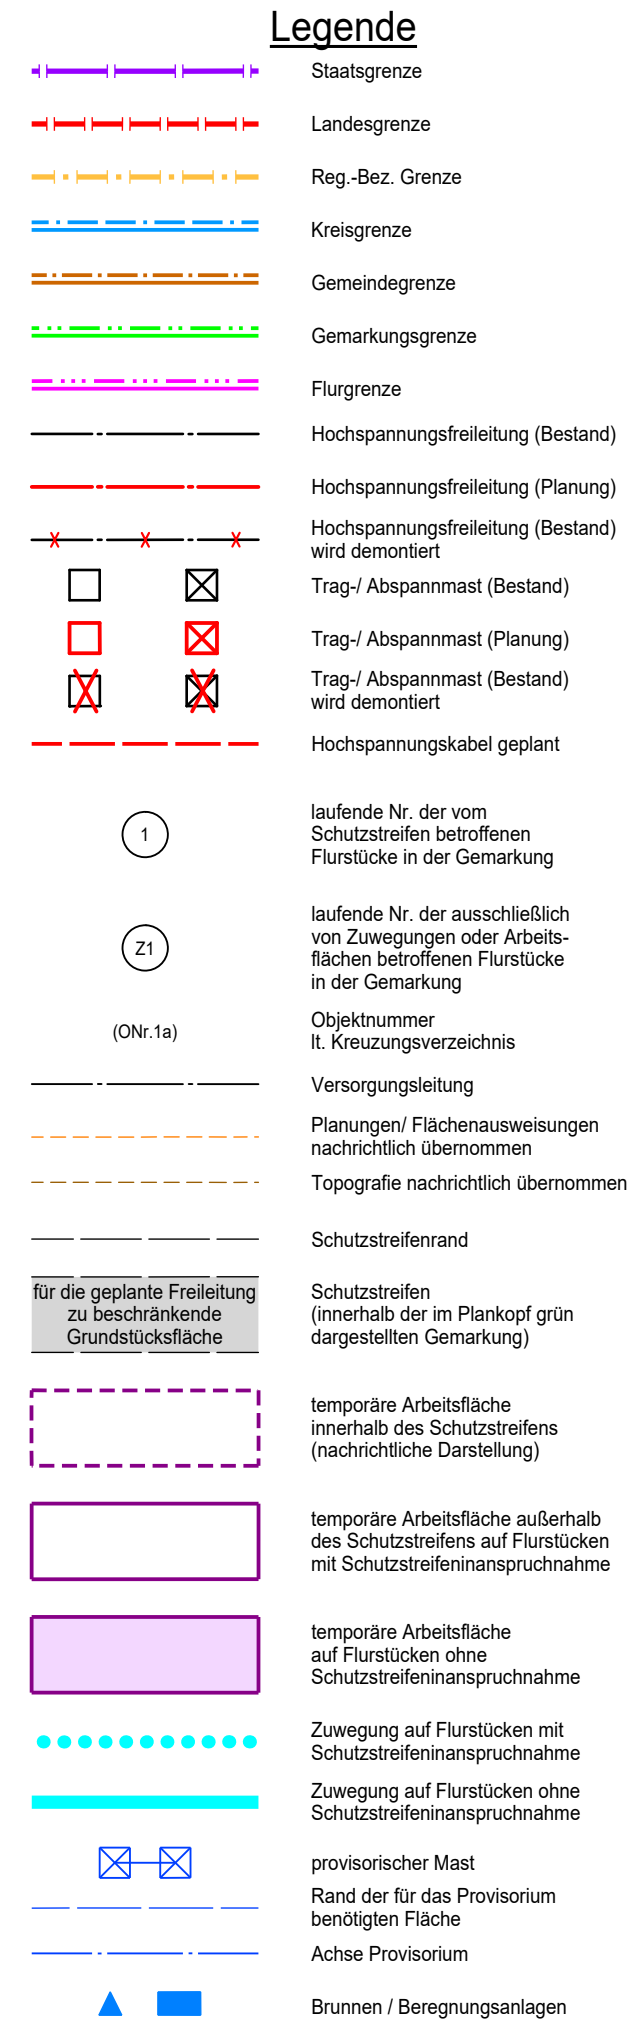 Legende
Staatsgrenze
Landesgrenze
Reg.-Bez. Grenze
Kreisgrenze
Gemeindegrenze
Gemarkungsgrenze
Flurgrenze
Hochspannungsfreileitung (Bestand)
Hochspannungsfreileitung (Planung)
Hochspannungsfreileitung (Bestand)
wird demontiert
Trag-/ Abspannmast (Bestand)
Trag-/ Abspannmast (Planung)
Trag-/ Abspannmast (Bestand)
wird demontiert
Hochspannungskabel geplant
1
laufende Nr. der vom
Schutzstreifen betroffenen
Flurstücke in der Gemarkung
Z1
laufende Nr. der ausschließlich
von Zuwegungen oder Arbeits-
flächen betroffenen Flurstücke
in der Gemarkung
(ONr.1a)
Objektnummer
lt. Kreuzungsverzeichnis
Versorgungsleitung
Planungen/ Flächenausweisungen
nachrichtlich übernommen
Topografie nachrichtlich übernommen
Schutzstreifenrand
für die geplante Freileitung
zu beschränkende
Grundstücksfläche
Schutzstreifen
(innerhalb der im Plankopf grün
dargestellten Gemarkung)
temporäre Arbeitsfläche
innerhalb des Schutzstreifens
(nachrichtliche Darstellung)
temporäre Arbeitsfläche außerhalb
des Schutzstreifens auf Flurstücken
mit Schutzstreifeninanspruchnahme
temporäre Arbeitsfläche
auf Flurstücken ohne
Schutzstreifeninanspruchnahme
Zuwegung auf Flurstücken mit
Schutzstreifeninanspruchnahme
Zuwegung auf Flurstücken ohne
Schutzstreifeninanspruchnahme
provisorischer Mast
Rand der für das Provisorium
benötigten Fläche
Achse Provisorium
Brunnen / Beregnungsanlagen